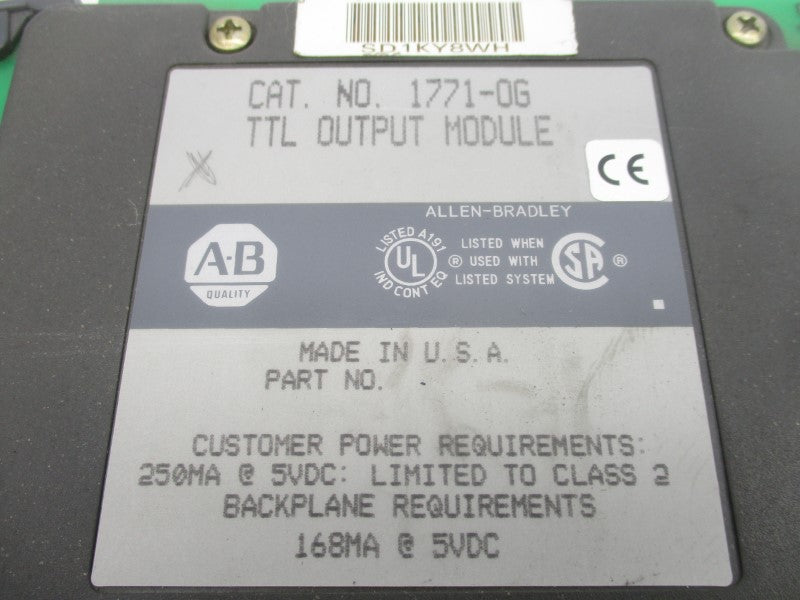 SD1KY8WH
CAT. NO. 1771-OG
TTL OUTPUT MODULE
CE
ALLEN-BRADLEY
A·B
QUALITY
LISTED A191
UL
IND CONT EQ
®
LISTED WHEN
USED WITH
LISTED SYSTEM
SA
®
MADE IN U.S.A.
PART NO.
CUSTOMER POWER REQUIREMENTS:
250MA @ 5VDC: LIMITED TO CLASS 2
BACKPLANE REQUIREMENTS
168MA @ 5VDC